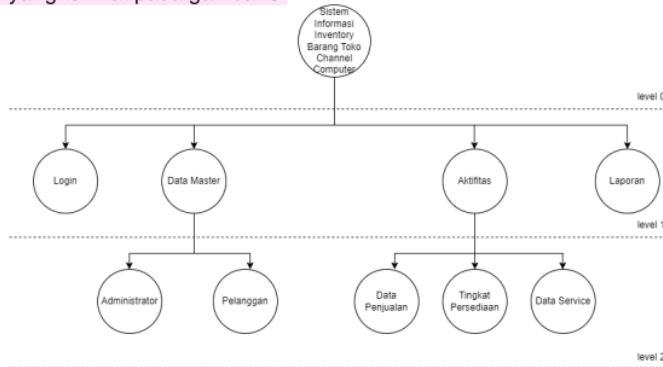 Sistem
Informasi
Inventory
Barang Toko
Channel
Computer
level 0
Login
Data Master
Aktifitas
Laporan
level 1
Administrator
Pelanggan
Data
Penjualan
Tingkat
Persediaan
Data Service
level 2